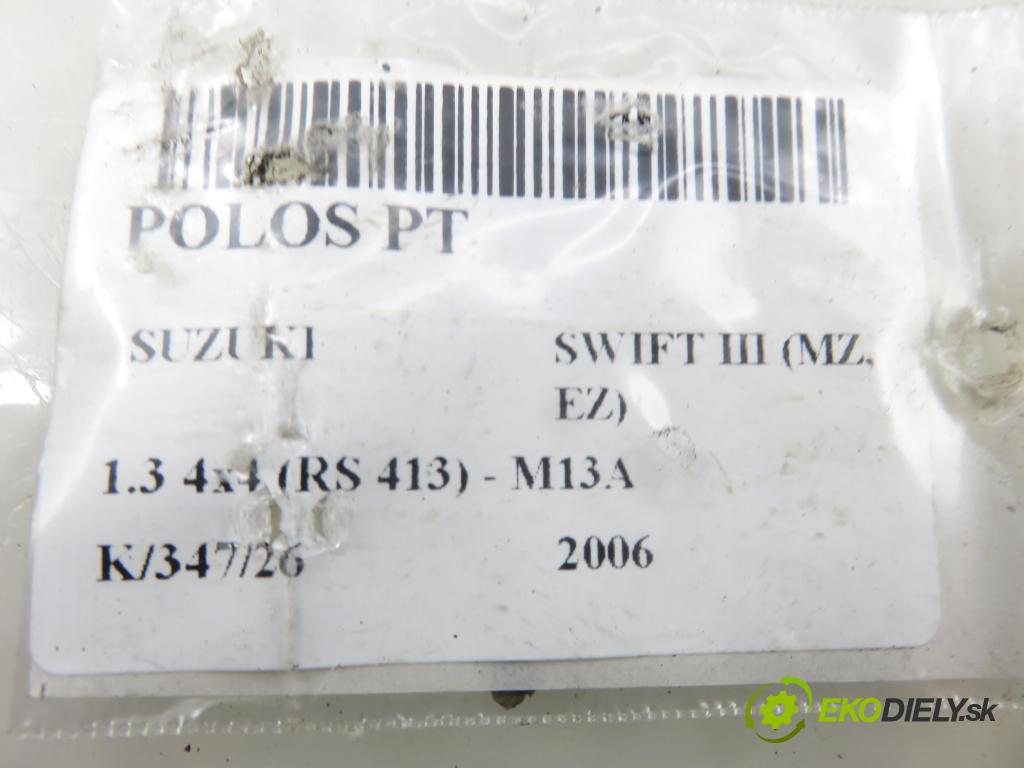 POLOS PT
SUZUKI SWIFT III (MZ,
EZ)
1.3 4x4 (RS 413) - M13A
K/347/26 2006
EKODIELY.sk